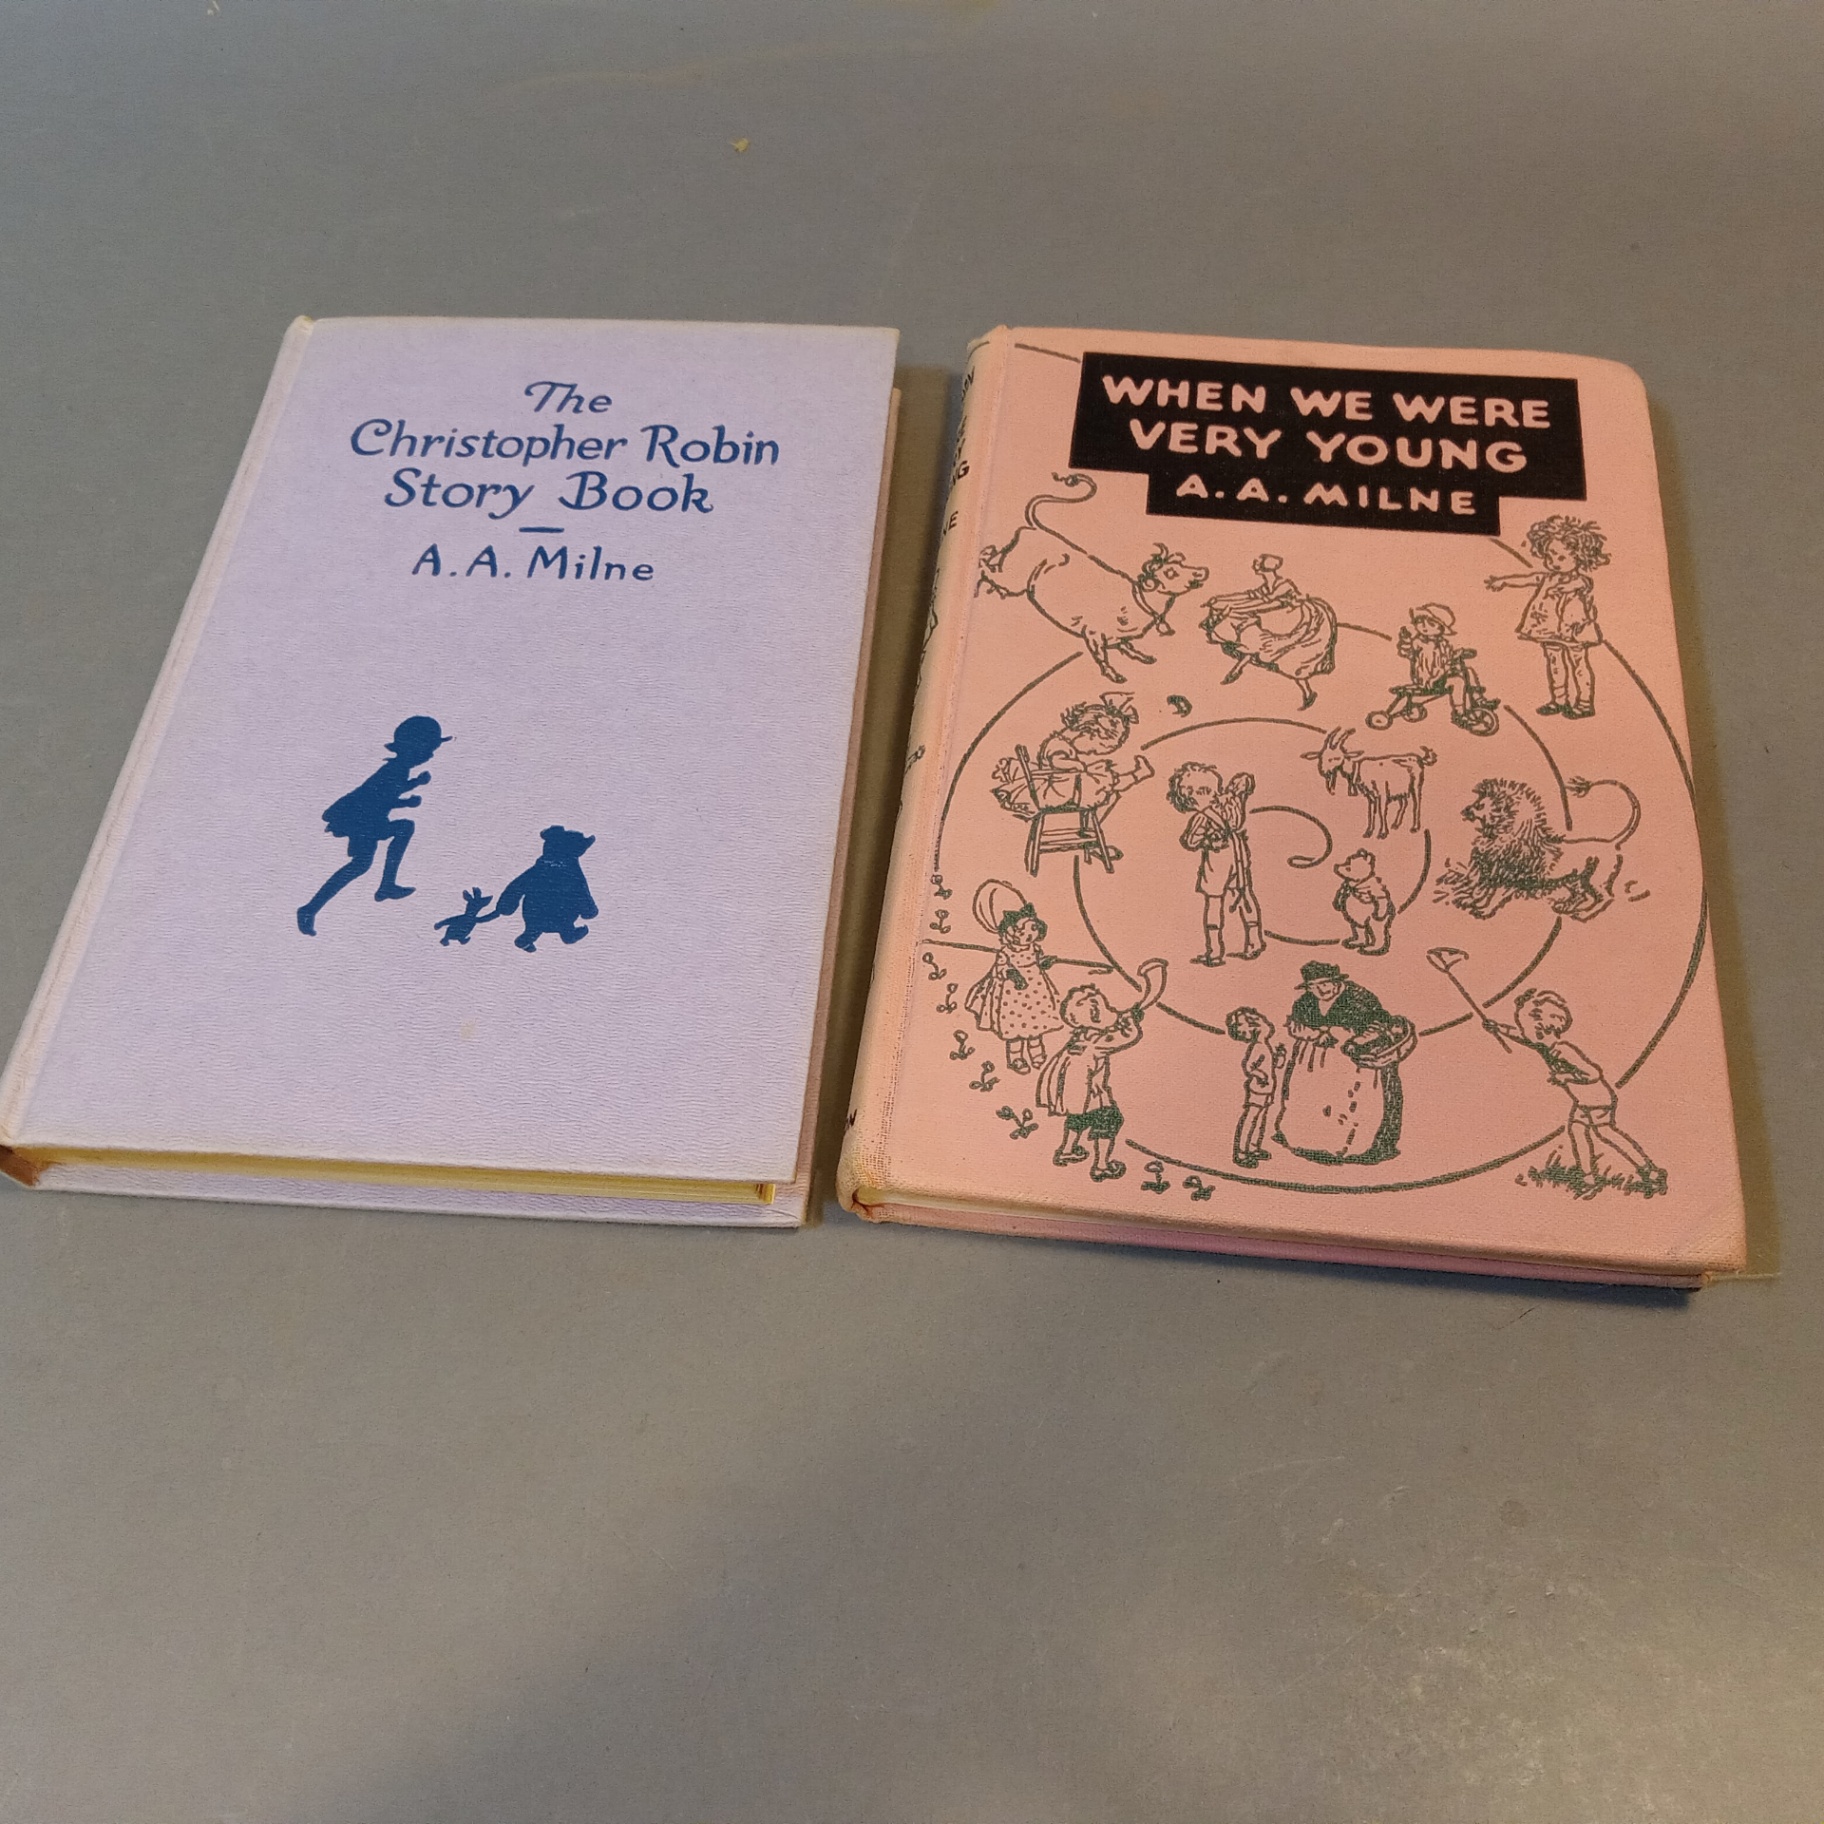 The
Christopher Robin
Story Book
A. A. Milne
WHEN WE WERE
VERY YOUNG
A. A. MILNE